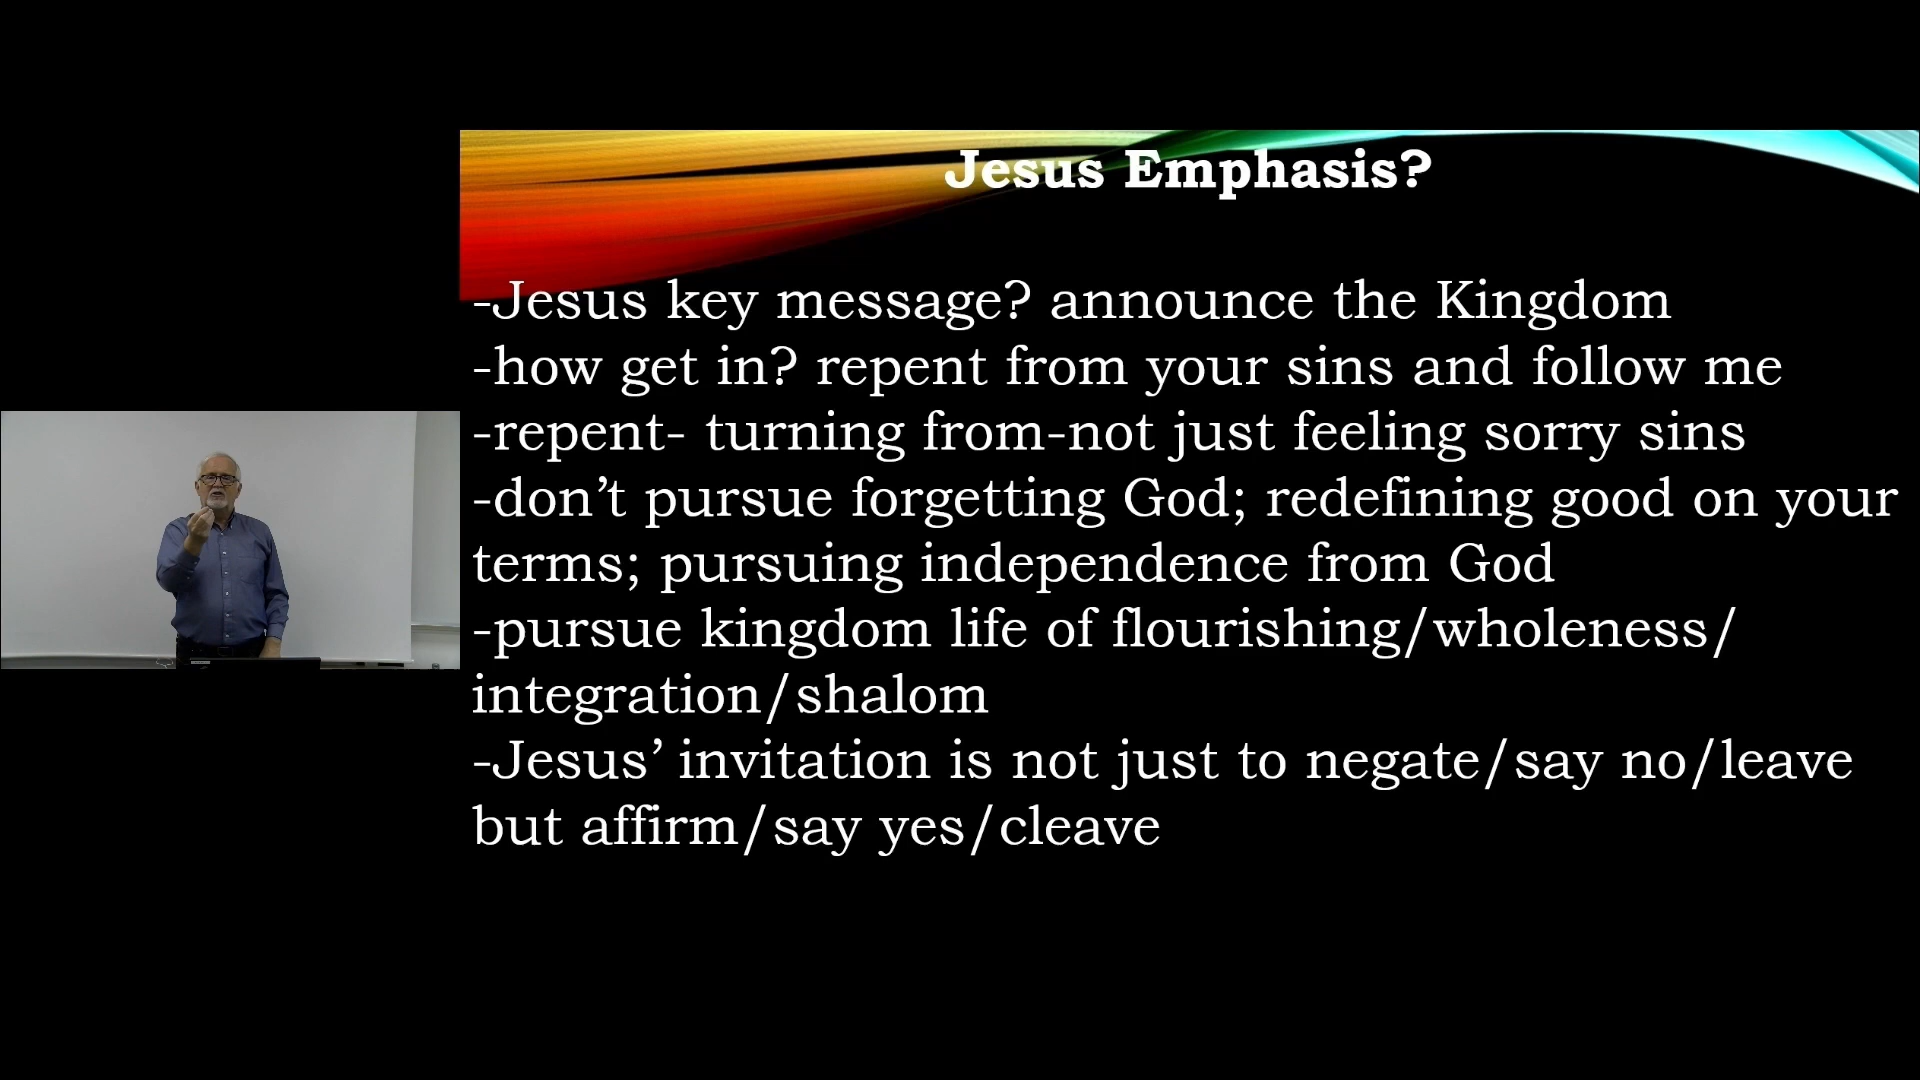 Jesus Emphasis?
-Jesus key message? announce the Kingdom
-how get in? repent from your sins and follow me
-repent- turning from-not just feeling sorry sins
-don’t pursue forgetting God; redefining good on your
terms; pursuing independence from God
-pursue kingdom life of flourishing/wholeness/
integration/shalom
-Jesus’ invitation is not just to negate/say no/leave
but affirm/say yes/cleave